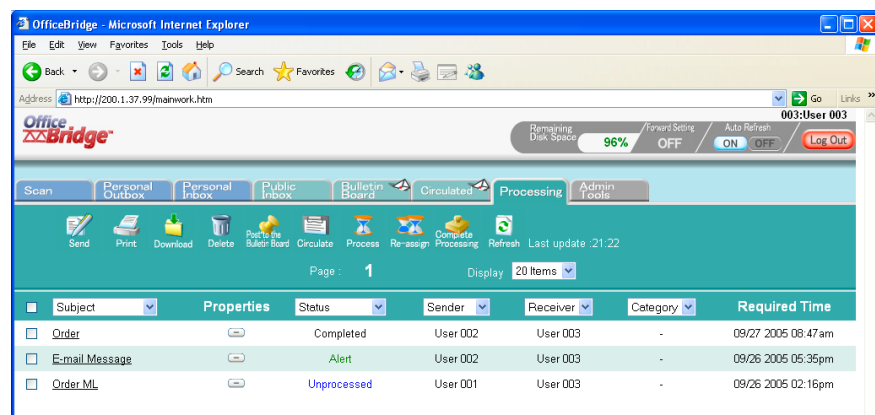 OfficeBridge - Microsoft Internet Explorer
File Edit View Favorites Tools Help
Back Search Favorites
Address http://200.1.37.99/mainwork.htm Go Links »
003:User 003
Office Bridge
Remaining Disk Space 96% Forward Setting OFF Auto Refresh ON OFF Log Out
Scan Personal Outbox Personal Inbox Public Inbox Bulletin Board Circulated Processing Admin Tools
Send Print Download Delete Post to the Bulletin Board Circulate Process Re-assign Complete Processing Refresh Last update :21:22
Page : 1 Display 20 Items
Subject Properties Status Sender Receiver Category Required Time
Order Completed User 002 User 003 - 09/27 2005 08:47am
E-mail Message Alert User 002 User 003 - 09/26 2005 05:35pm
Order ML Unprocessed User 001 User 003 - 09/26 2005 02:16pm